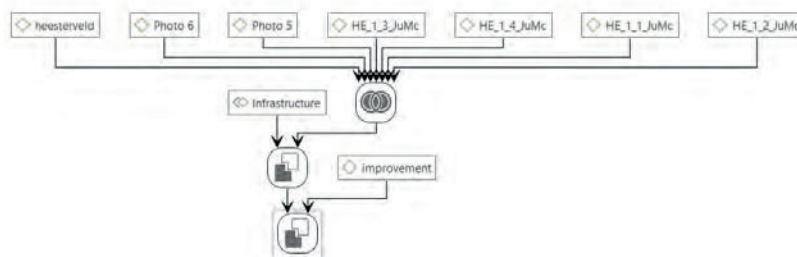 heesterveld
Photo 6
Photo 5
HE_1_3_JuMc
HE_1_4_JuMc
HE_1_1_JuMc
HE_1_2_JuMc
Infrastructure
improvement